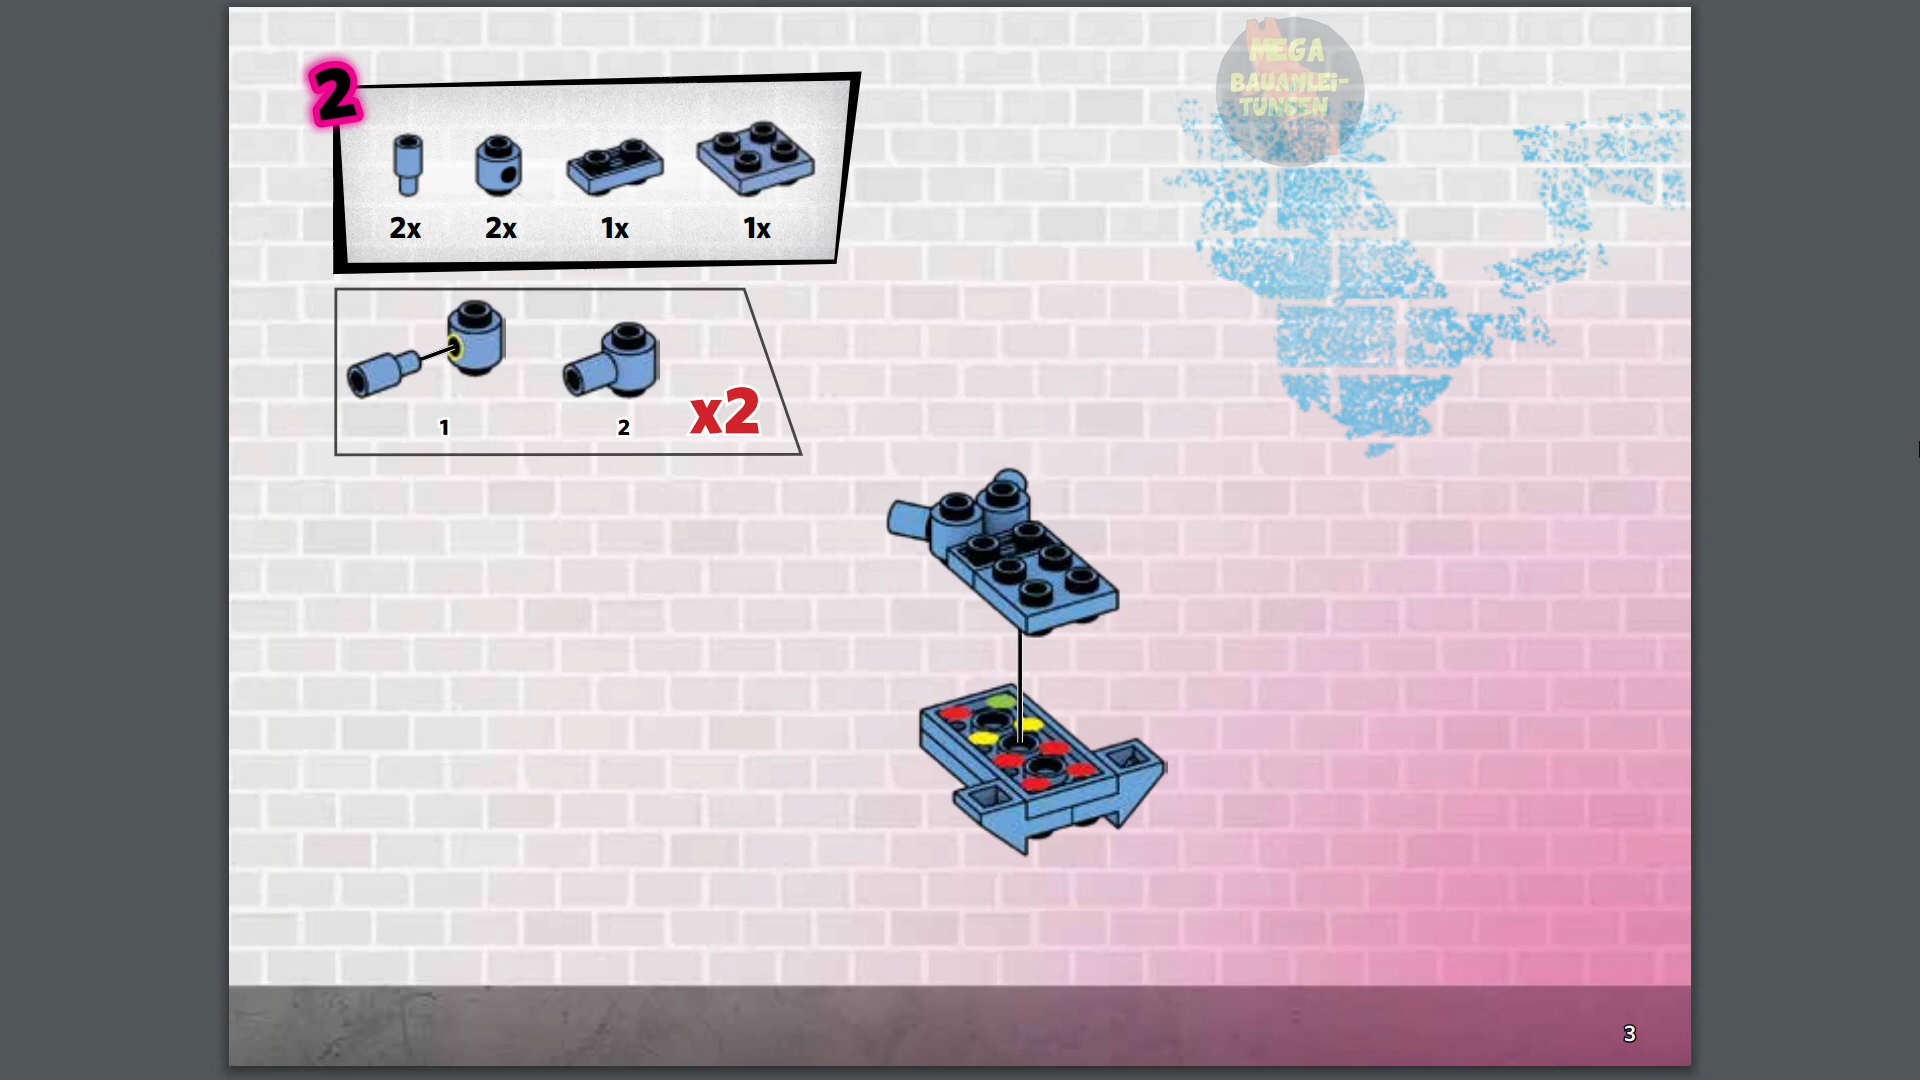 MEGA
BAUANLEI-
TUNGEN
2
2x 2x 1x 1x
1 2 x2
3